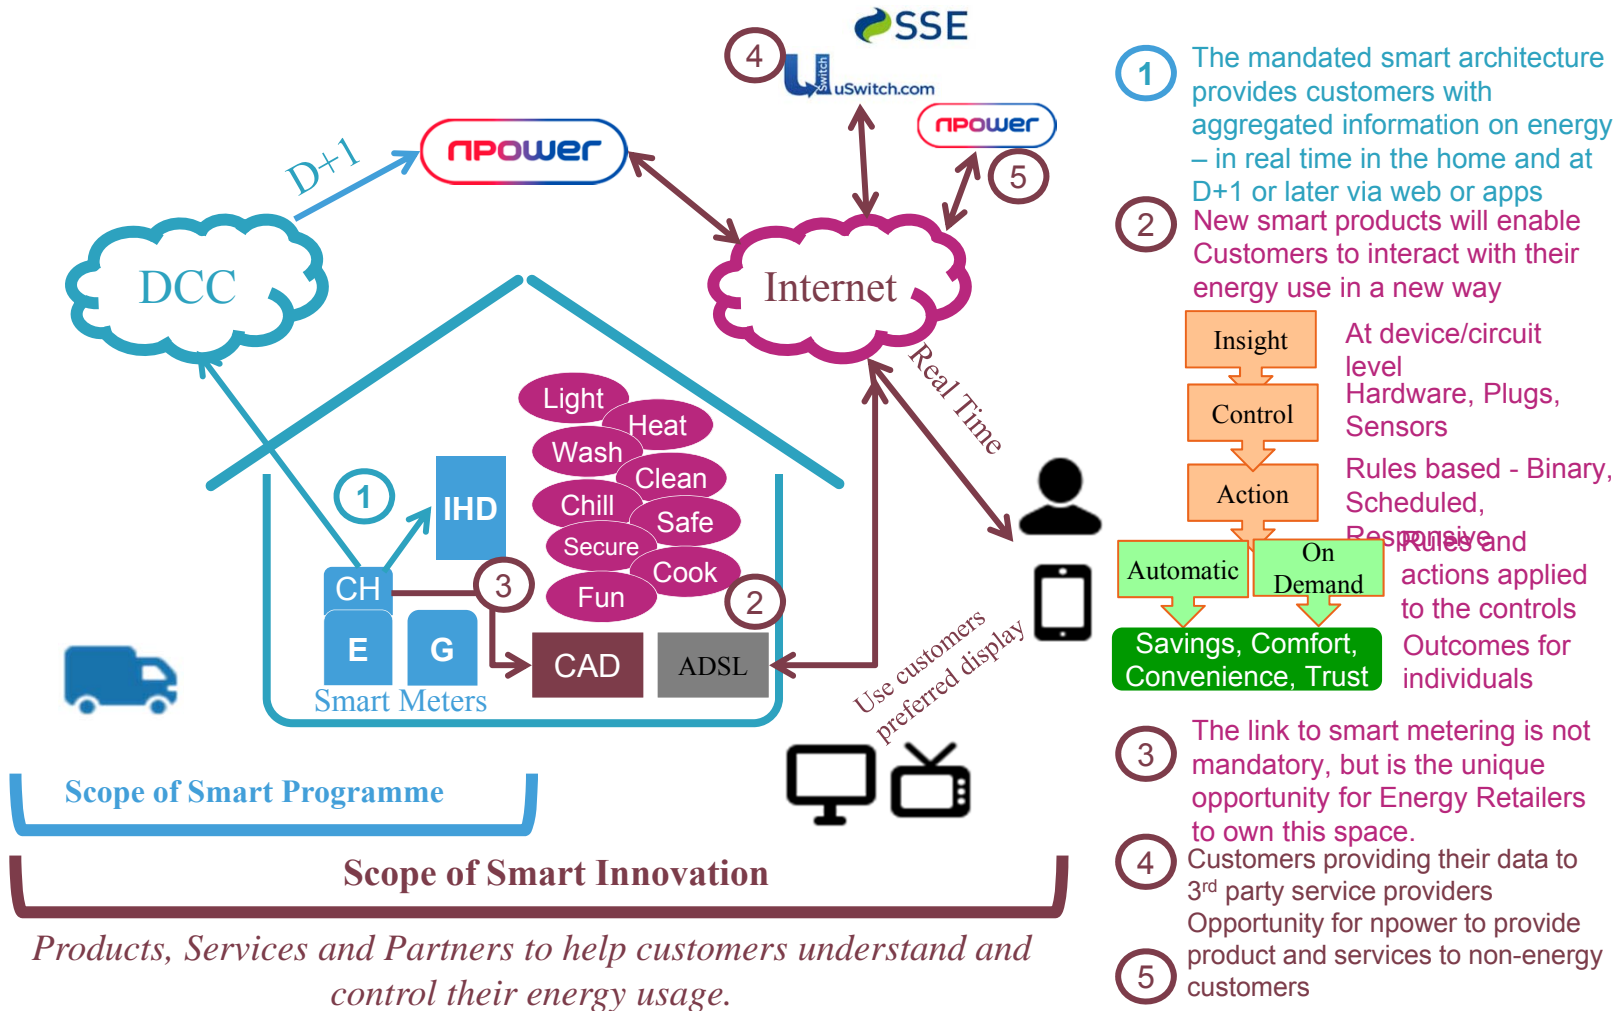 SSE
4
Switch
uSwitch.com
npower
5
npower
D+1
DCC
Internet
Real Time
Light
Heat
Wash
Clean
Chill
Safe
Secure
Cook
Fun
1
IHD
CH
3
2
E
G
CAD
ADSL
Smart Meters
Use customers
preferred display
Scope of Smart Programme
Scope of Smart Innovation
Products, Services and Partners to help customers understand and
control their energy usage.
1
The mandated smart architecture
provides customers with
aggregated information on energy
– in real time in the home and at
D+1 or later via web or apps
2
New smart products will enable
Customers to interact with their
energy use in a new way
Insight
At device/circuit
level
Control
Hardware, Plugs,
Sensors
Action
Rules based - Binary,
Scheduled,
Responsive
Automatic
On
Demand
Rules and
actions applied
to the controls
Savings, Comfort,
Convenience, Trust
Outcomes for
individuals
3
The link to smart metering is not
mandatory, but is the unique
opportunity for Energy Retailers
to own this space.
4
Customers providing their data to
3rd party service providers
5
Opportunity for npower to provide
product and services to non-energy
customers